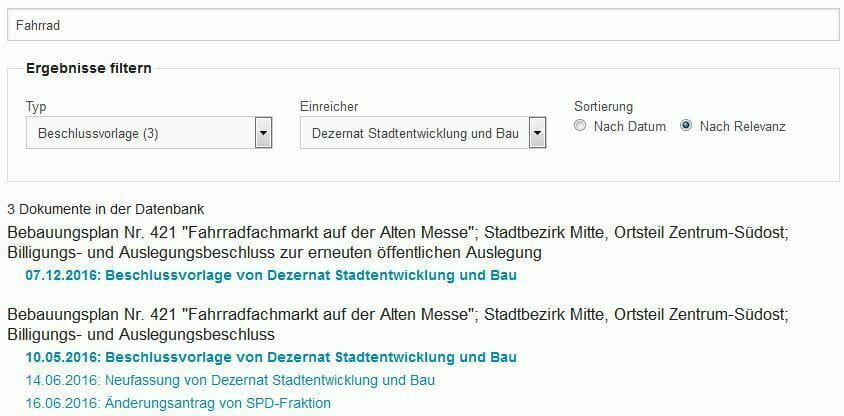 Fahrrad
Ergebnisse filtern
Typ Einreicher Sortierung
Beschlussvorlage (3) Dezernat Stadtentwicklung und Bau Nach Datum Nach Relevanz
3 Dokumente in der Datenbank
Bebauungsplan Nr. 421 "Fahrradfachmarkt auf der Alten Messe"; Stadtbezirk Mitte, Ortsteil Zentrum-Südost;
Billigungs- und Auslegungsbeschluss zur erneuten öffentlichen Auslegung
07.12.2016: Beschlussvorlage von Dezernat Stadtentwicklung und Bau
Bebauungsplan Nr. 421 "Fahrradfachmarkt auf der Alten Messe"; Stadtbezirk Mitte, Ortsteil Zentrum-Südost;
Billigungs- und Auslegungsbeschluss
10.05.2016: Beschlussvorlage von Dezernat Stadtentwicklung und Bau
14.06.2016: Neufassung von Dezernat Stadtentwicklung und Bau
16.06.2016: Änderungsantrag von SPD-Fraktion